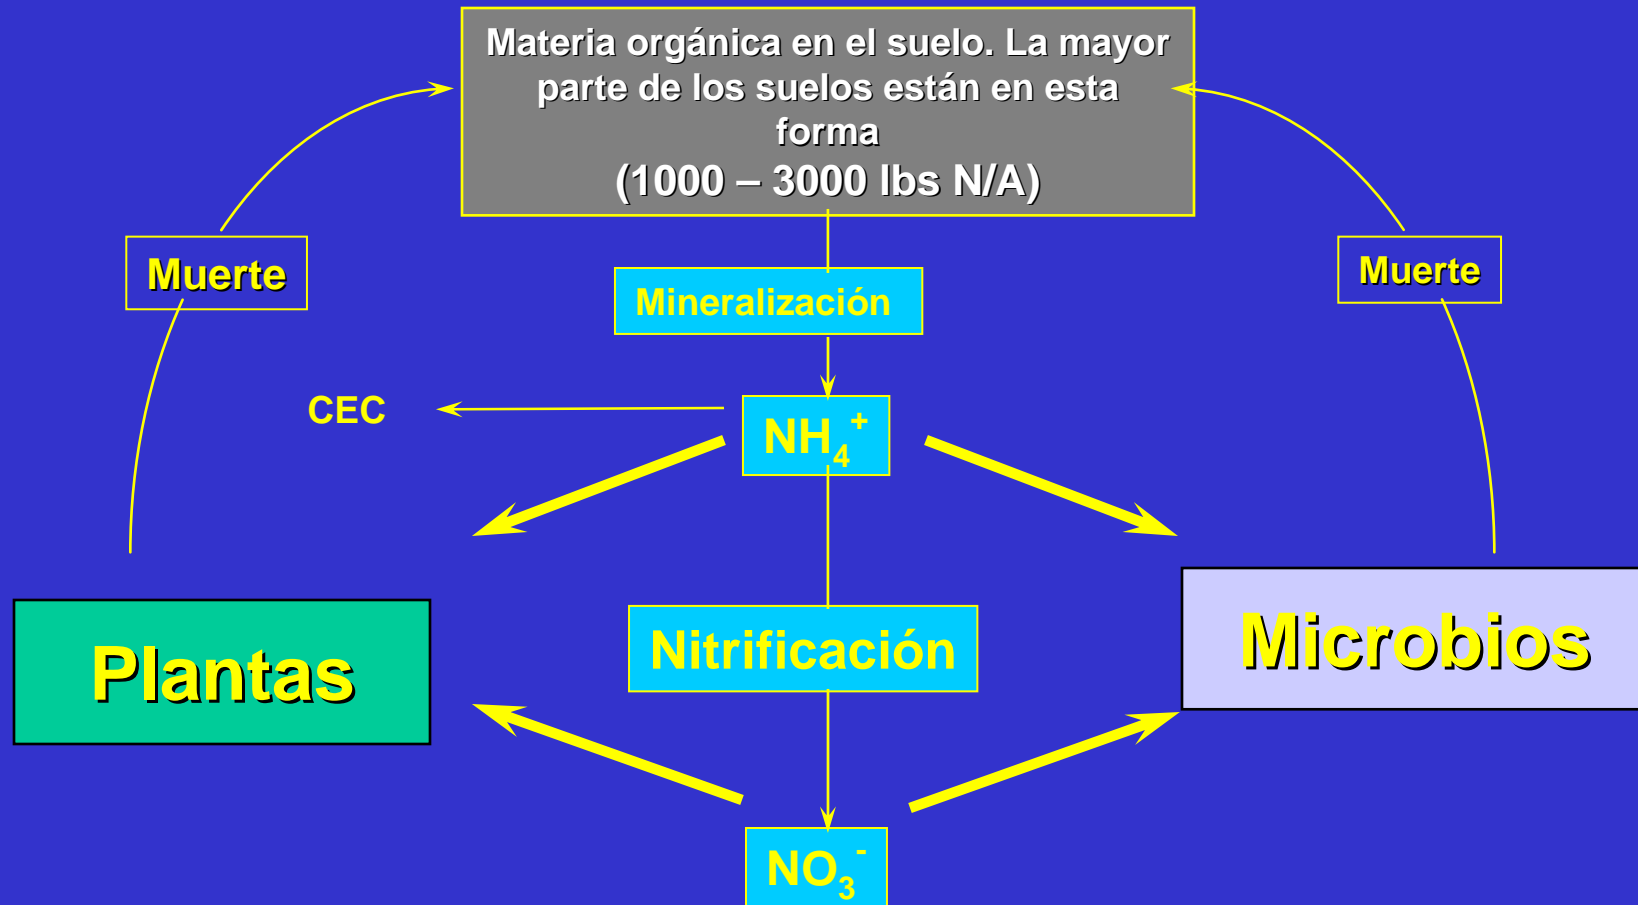 Materia orgánica en el suelo. La mayor
parte de los suelos están en esta
forma
(1000 – 3000 lbs N/A)
Muerte
Muerte
Mineralización
CEC
NH₄⁺
Plantas
Nitrificación
Microbios
NO₃⁻